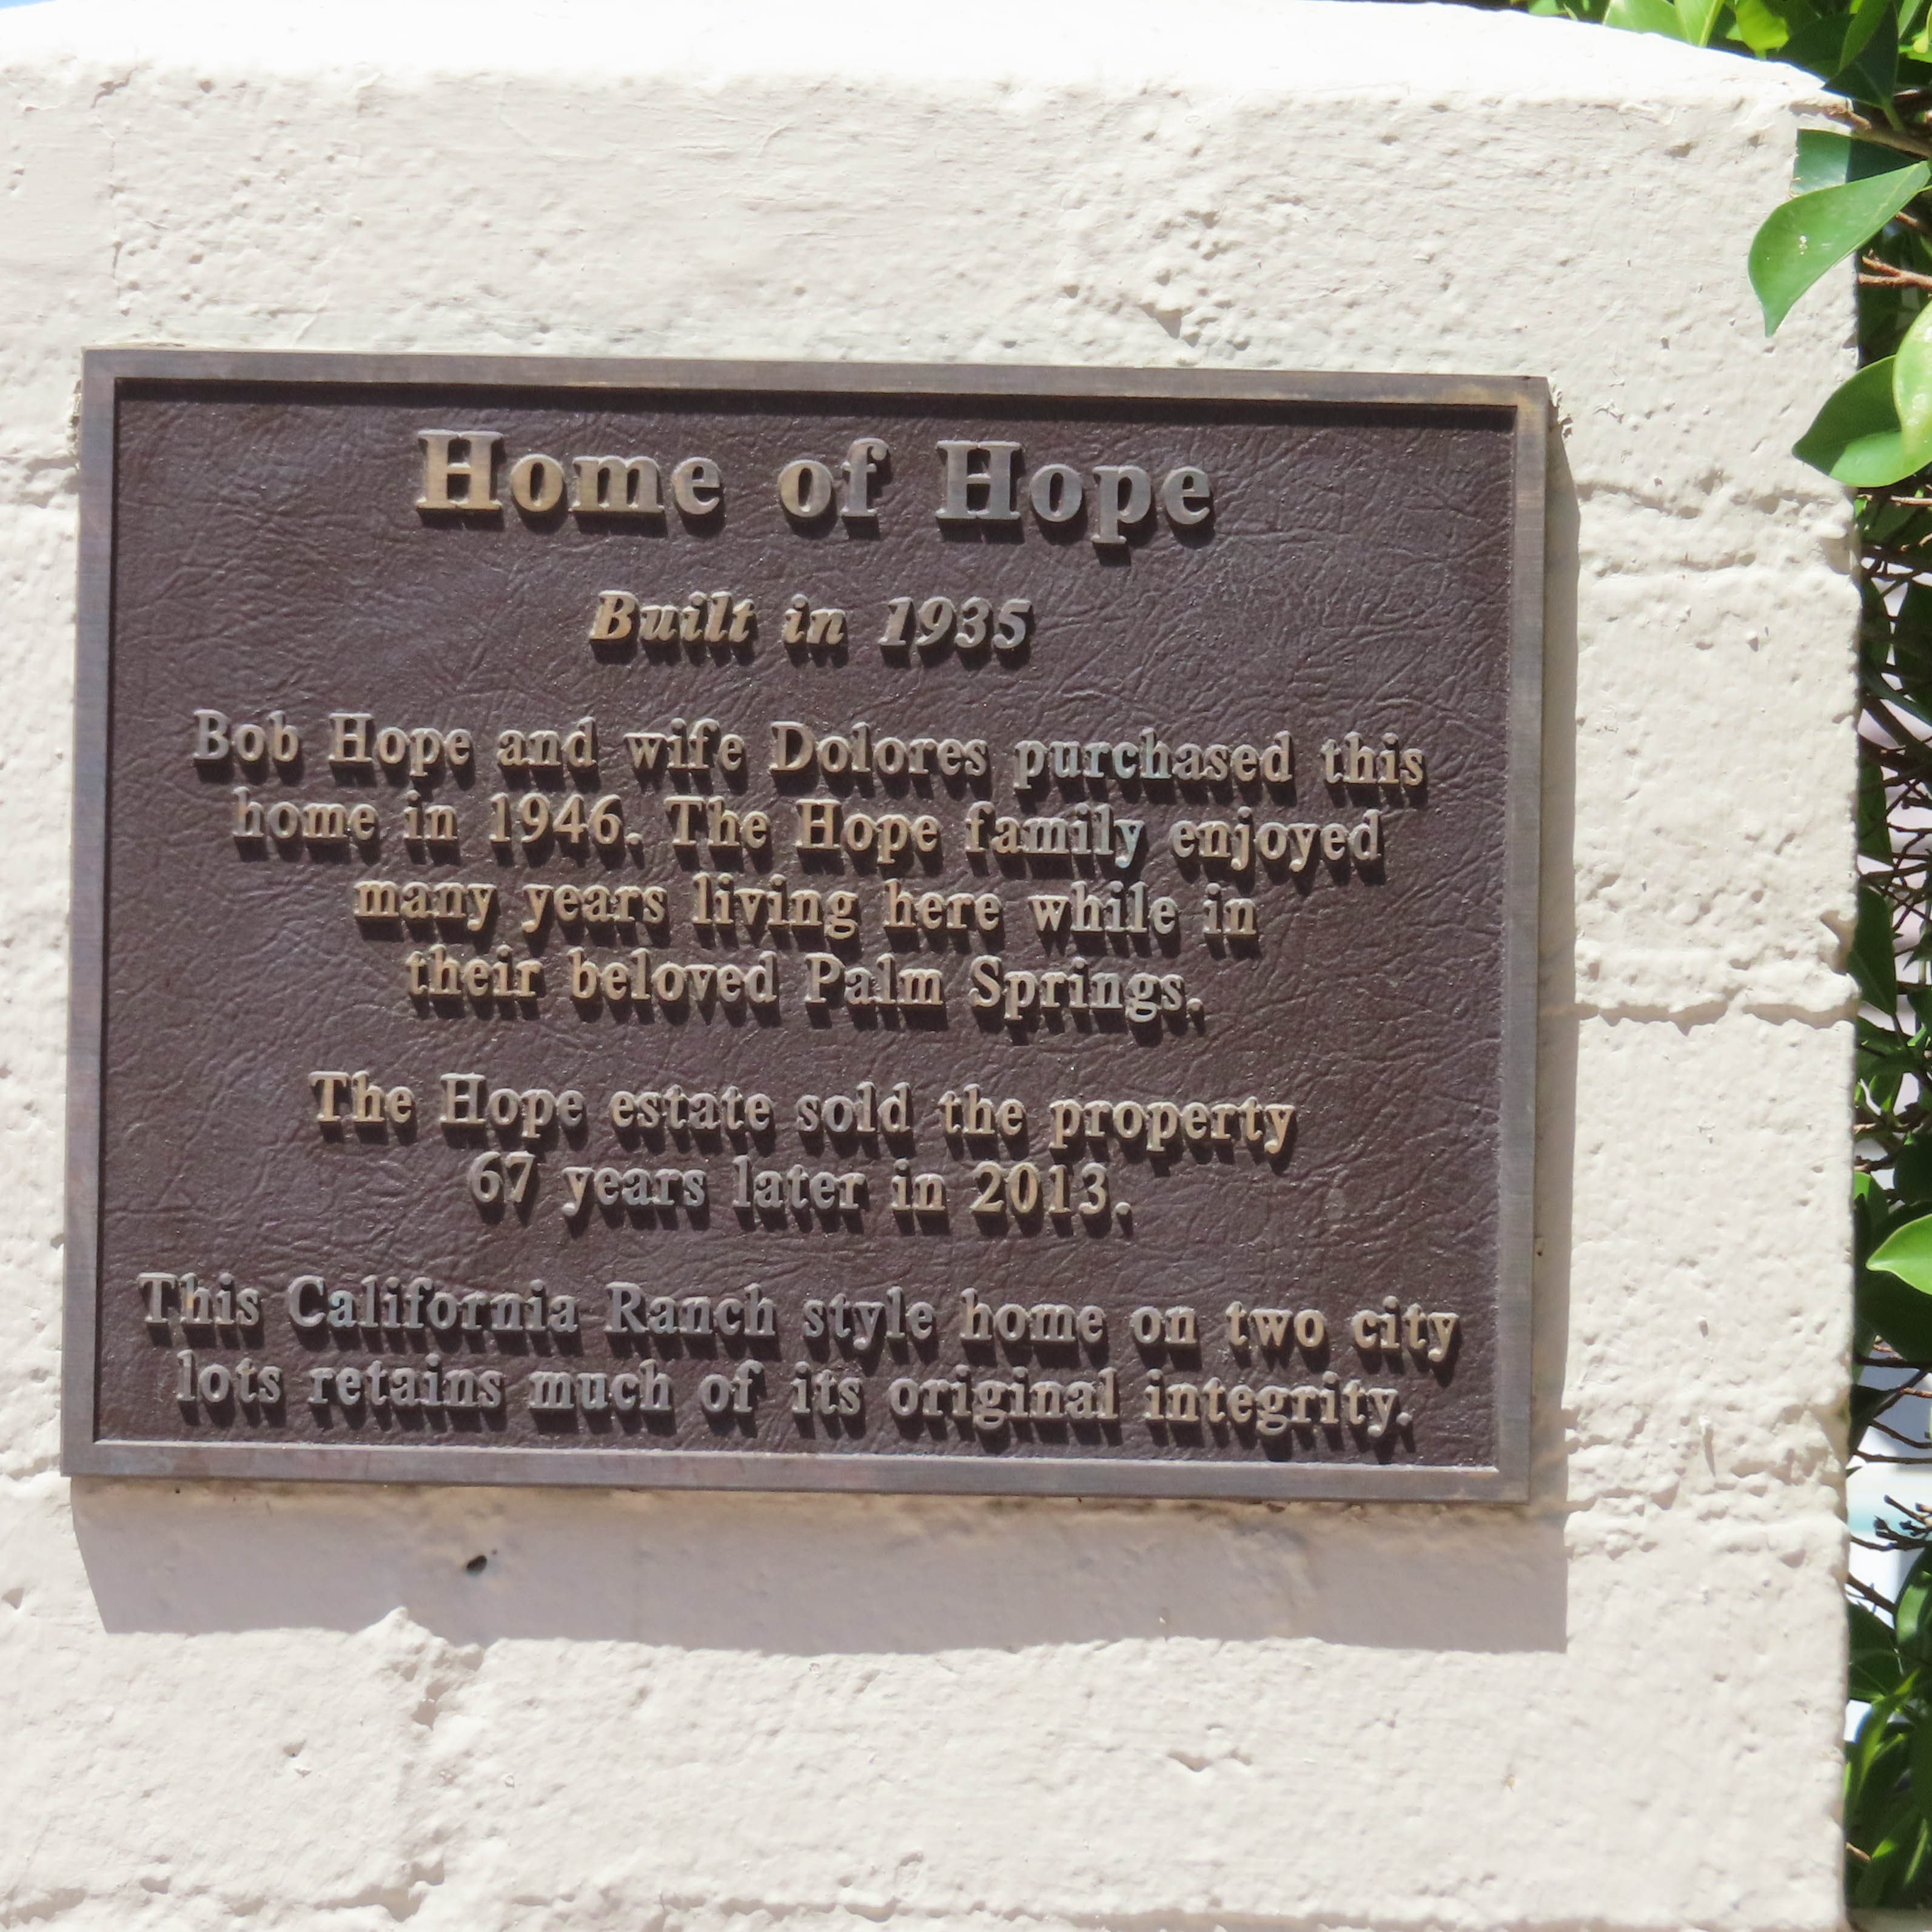 Home of Hope
Built in 1935
Bob Hope and wife Dolores purchased this
home in 1946. The Hope family enjoyed
many years living here while in
their beloved Palm Springs.
The Hope estate sold the property
67 years later in 2013.
This California Ranch style home on two city
lots retains much of its original integrity.